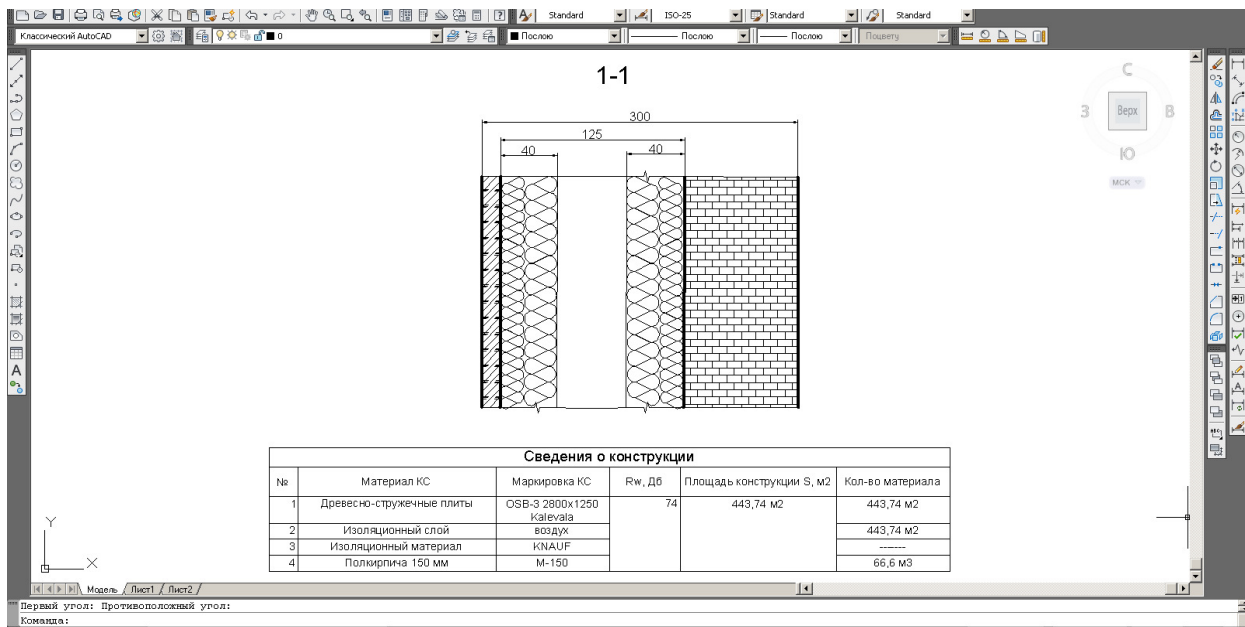 Standard ISO-25 Standard Standard
Классический AutoCAD 0 Послою Послою Послою Поцвету
1-1
С
З Верх В
Ю
МСК
300
125
40 40
Сведения о конструкции
№ Материал КС Маркировка КС Rw, Дб Площадь конструкции S, м2 Кол-во материала
1 Древесно-стружечные плиты OSB-3 2800x1250 74 443,74 м2 443,74 м2
Kalevala
2 Изоляционный слой воздух 443,74 м2
3 Изоляционный материал KNAUF -------
4 Полкирпича 150 мм М-150 66,6 м3
Y
X
Модель Лист1 Лист2
Первый угол: Противоположный угол:
Команда: